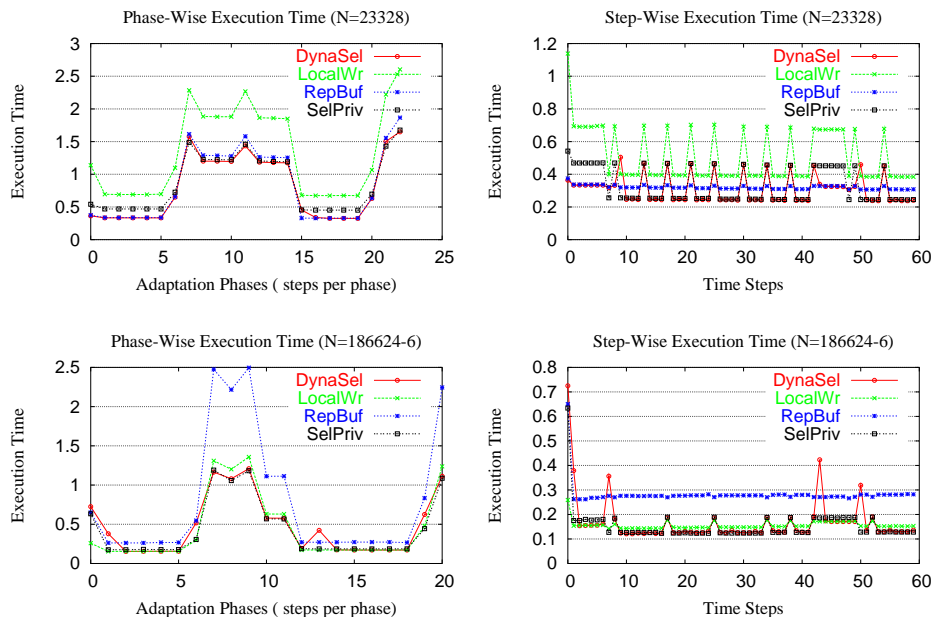 Phase-Wise Execution Time (N=23328)
Execution Time
3
2.5
2
1.5
1
0.5
0
DynaSel
LocalWr
RepBuf
SelPriv
0 5 10 15 20 25
Adaptation Phases ( steps per phase)
Step-Wise Execution Time (N=23328)
Execution Time
1.2
1
0.8
0.6
0.4
0.2
0
DynaSel
LocalWr
RepBuf
SelPriv
0 10 20 30 40 50 60
Time Steps
Phase-Wise Execution Time (N=186624-6)
Execution Time
2.5
2
1.5
1
0.5
0
DynaSel
LocalWr
RepBuf
SelPriv
0 5 10 15 20
Adaptation Phases ( steps per phase)
Step-Wise Execution Time (N=186624-6)
Execution Time
0.8
0.7
0.6
0.5
0.4
0.3
0.2
0.1
0
DynaSel
LocalWr
RepBuf
SelPriv
0 10 20 30 40 50 60
Time Steps